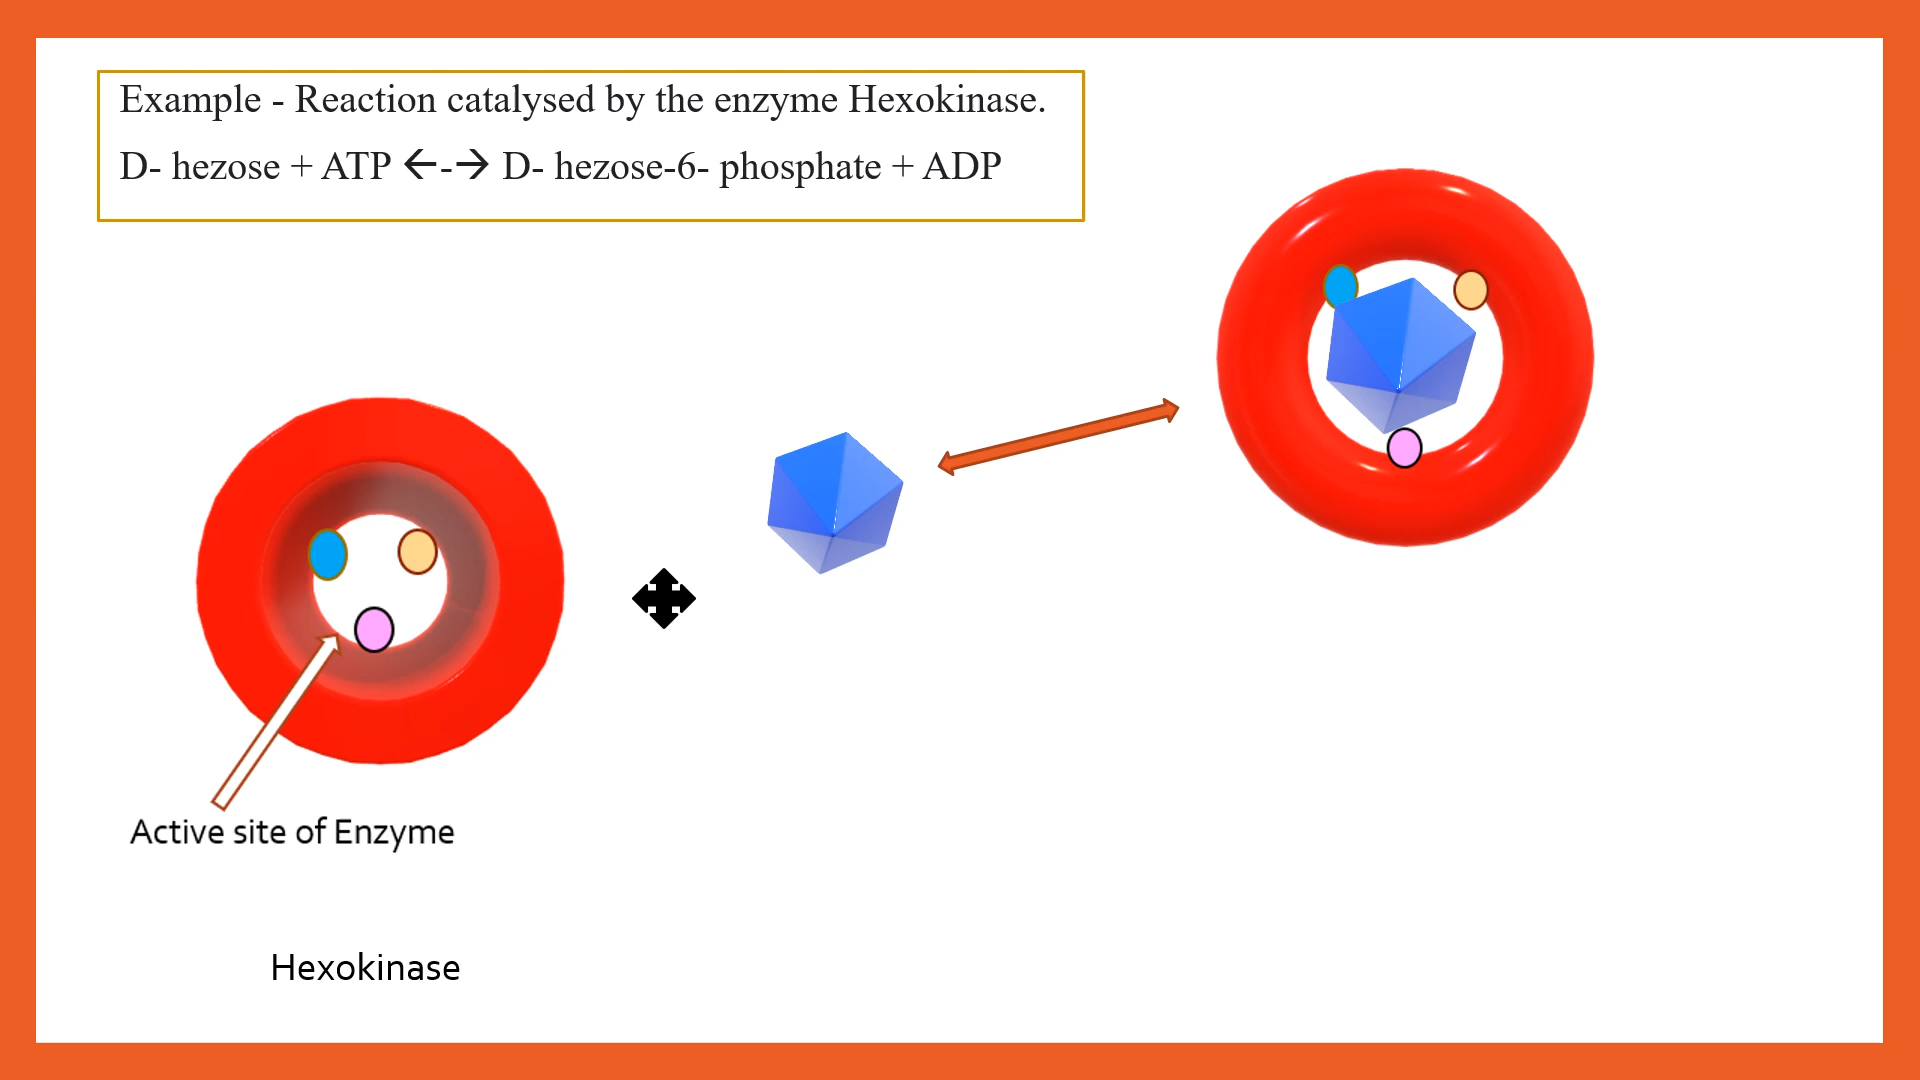 Example - Reaction catalysed by the enzyme Hexokinase.
D- hezose + ATP ←-→ D- hezose-6- phosphate + ADP
Active site of Enzyme
Hexokinase